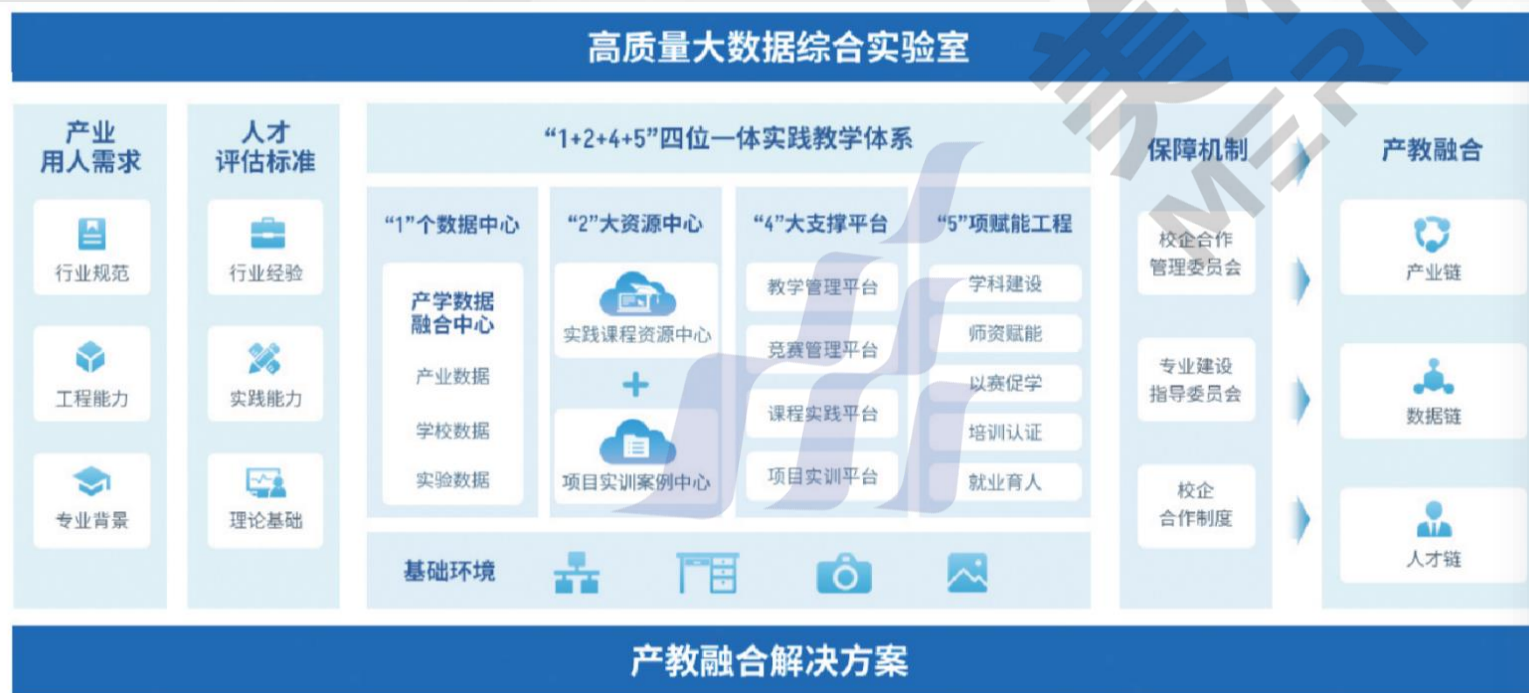 高质量大数据综合实验室
产业
用人需求
行业规范
工程能力
专业背景
人才
评估标准
行业经验
实践能力
理论基础
“1+2+4+5”四位一体实践教学体系
“1”个数据中心
产学数据
融合中心
产业数据
学校数据
实验数据
“2”大资源中心
实践课程资源中心
+
项目实训案例中心
“4”大支撑平台
教学管理平台
竞赛管理平台
课程实践平台
项目实训平台
“5”项赋能工程
学科建设
师资赋能
以赛促学
培训认证
就业育人
基础环境
保障机制
校企合作
管理委员会
专业建设
指导委员会
校企
合作制度
产教融合
产业链
数据链
人才链
产教融合解决方案
美
MERI